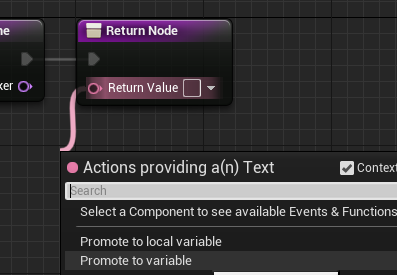 ne
Return Node
ker
Return Value
Actions providing a(n) Text
Context
Search
Select a Component to see available Events & Functions
Promote to local variable
Promote to variable